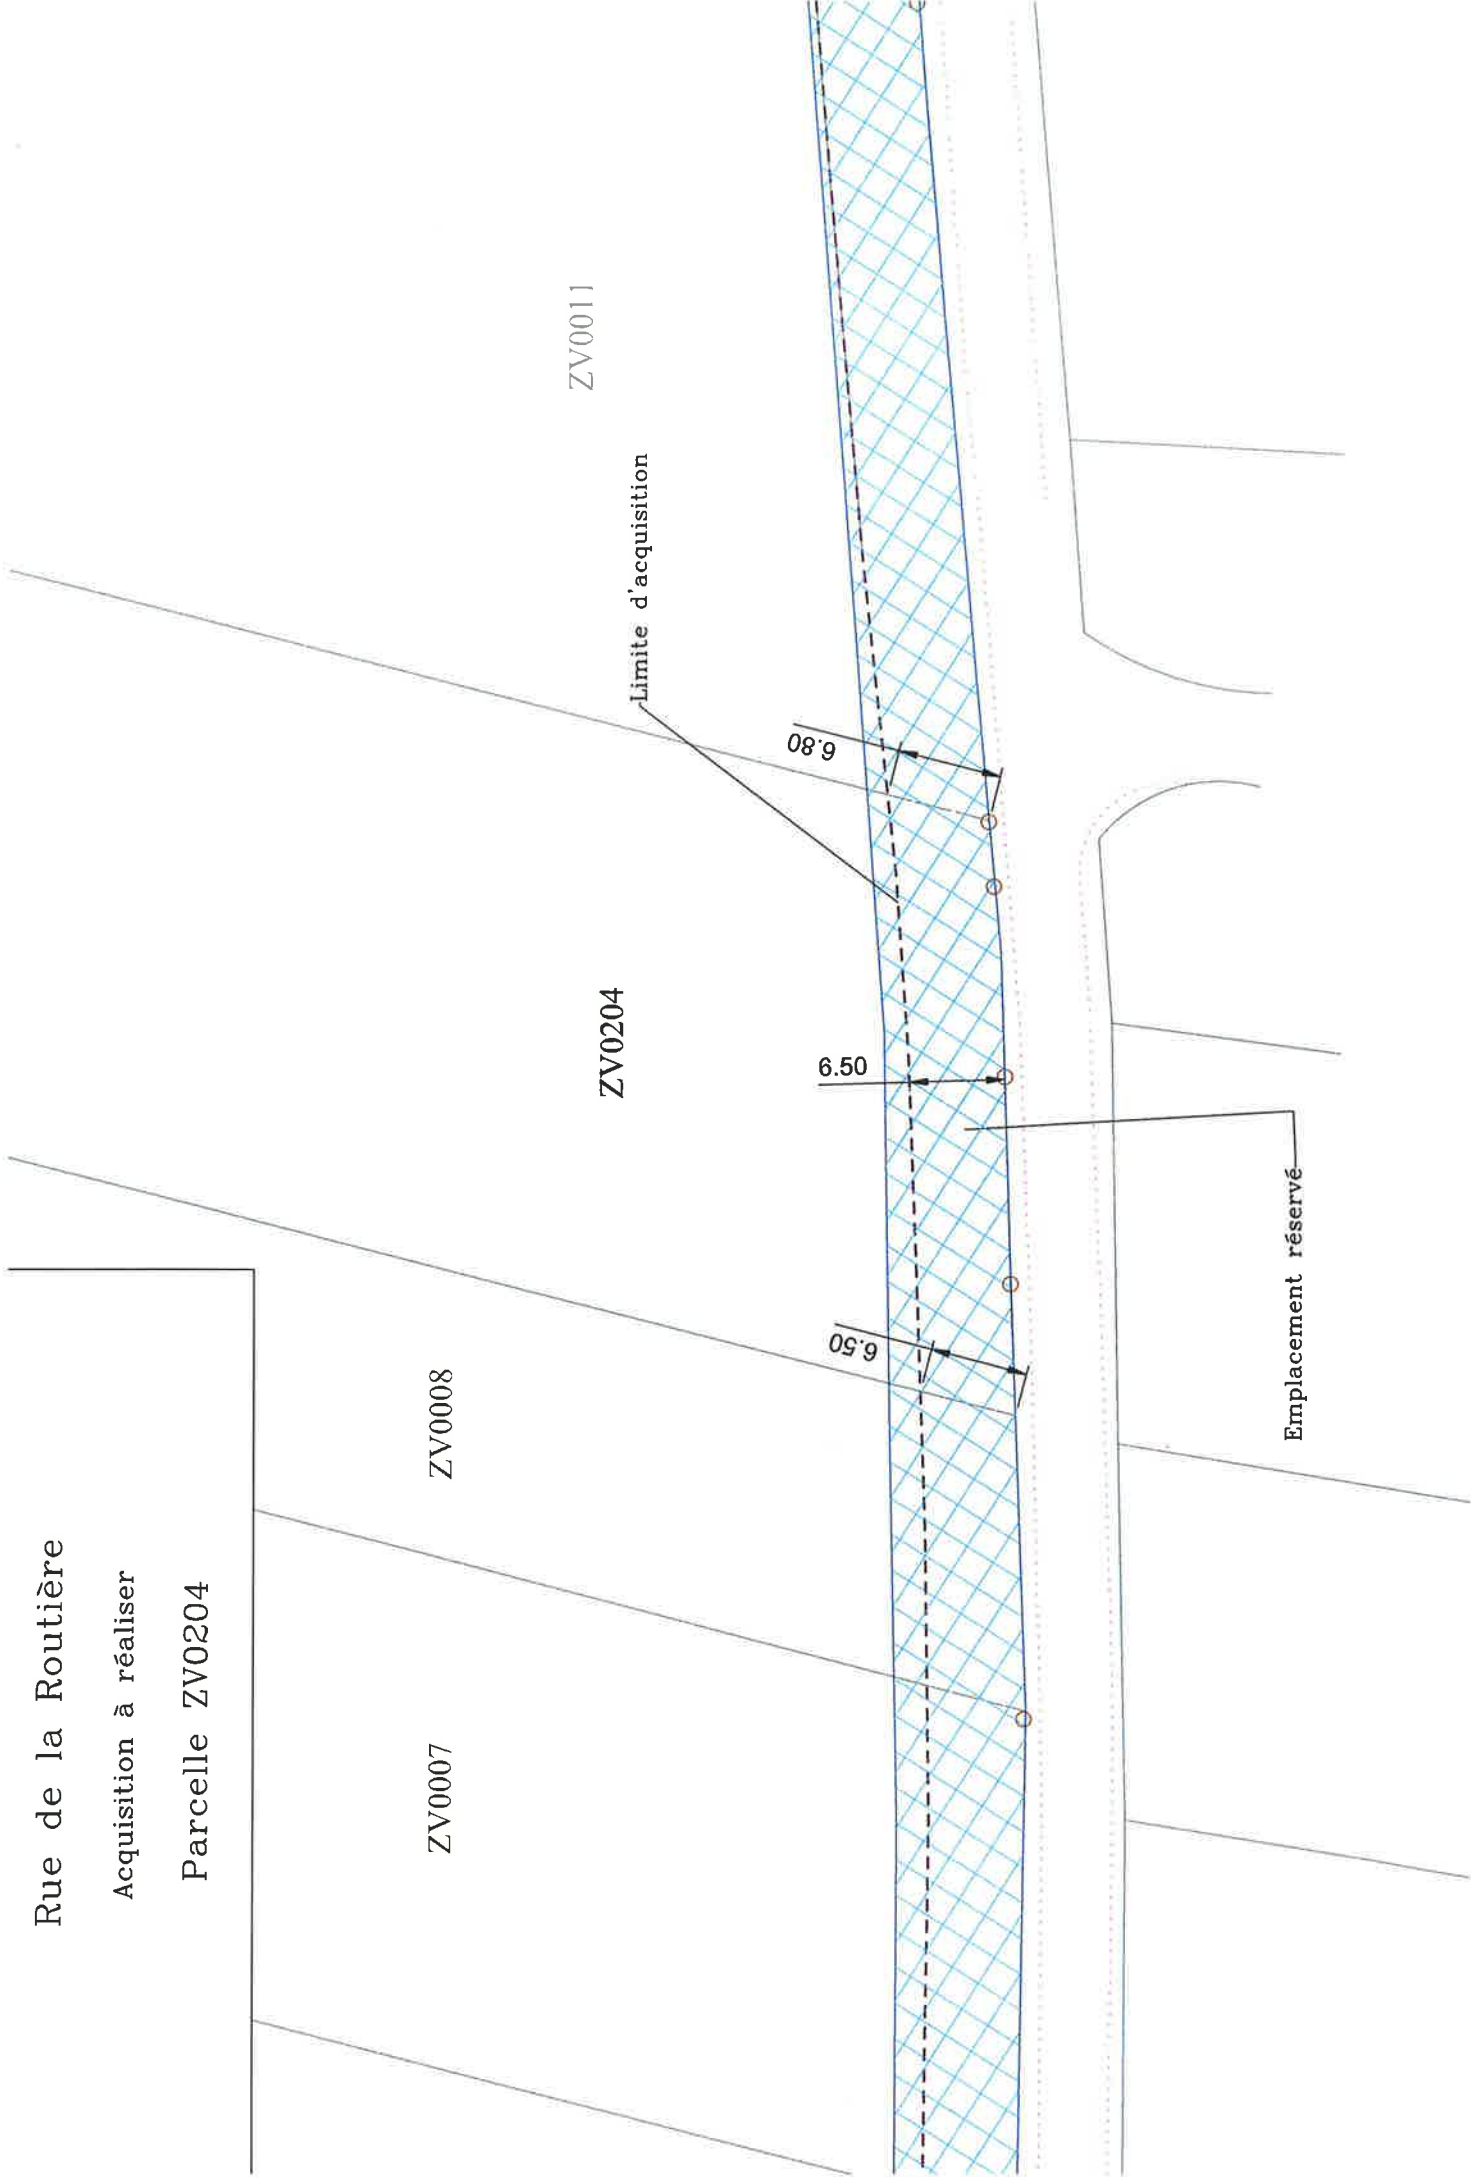 Rue de la Routière
Acquisition à réaliser
Parcelle ZV0204
ZV0007
ZV0008
ZV0204
ZV0011
Limite d'acquisition
6.50
6.50
6.80
Emplacement réservé